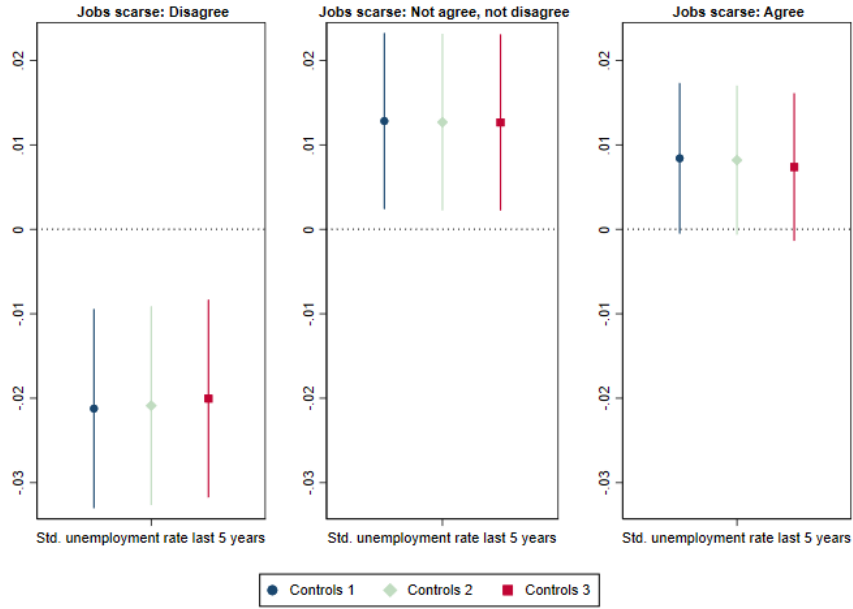 Jobs scarse: Disagree
Jobs scarse: Not agree, not disagree
Jobs scarse: Agree
.02
.01
0
-.01
-.02
-.03
.02
.01
0
-.01
-.02
-.03
.02
.01
0
-.01
-.02
-.03
Std. unemployment rate last 5 years
Std. unemployment rate last 5 years
Std. unemployment rate last 5 years
Controls 1 Controls 2 Controls 3